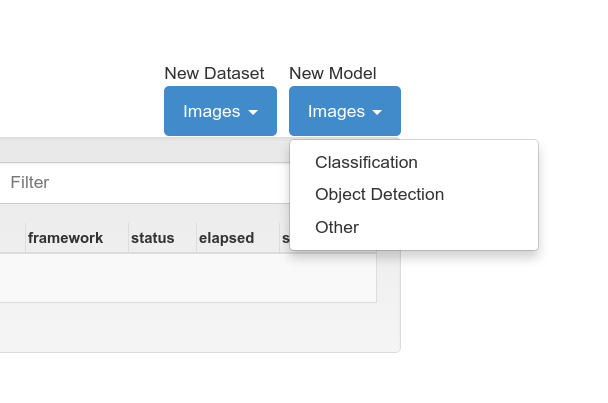 New Dataset New Model
Images Images
Classification
Filter
Object Detection
Other
framework status elapsed s